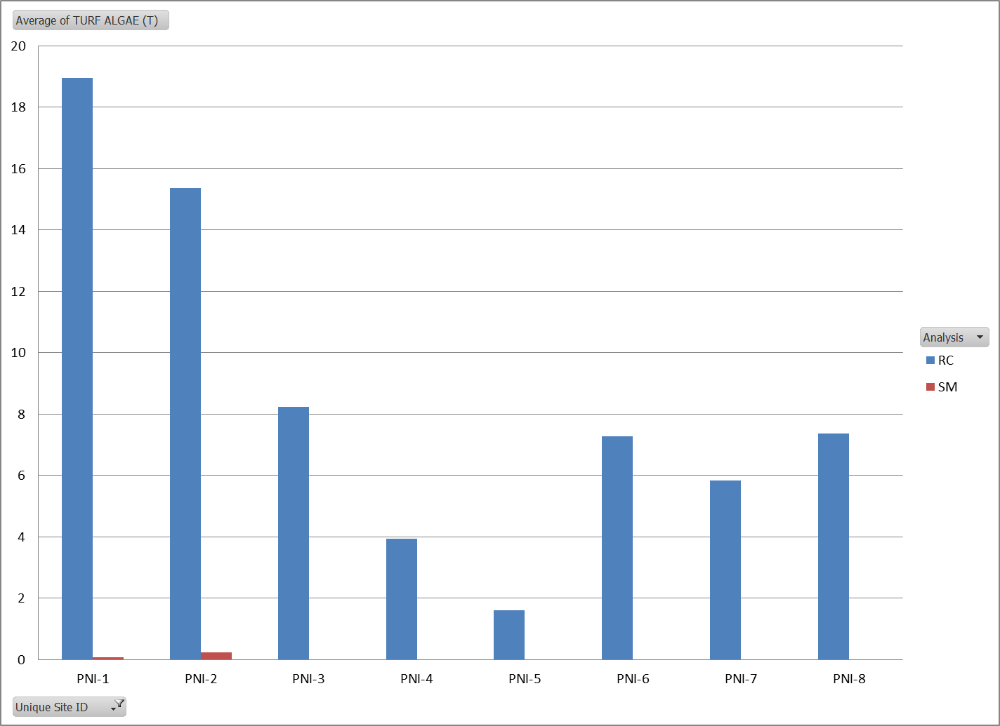 Average of TURF ALGAE (T)
20
18
16
14
12
10
8
6
4
2
0
PNI-1 PNI-2 PNI-3 PNI-4 PNI-5 PNI-6 PNI-7 PNI-8
Analysis
RC
SM
Unique Site ID